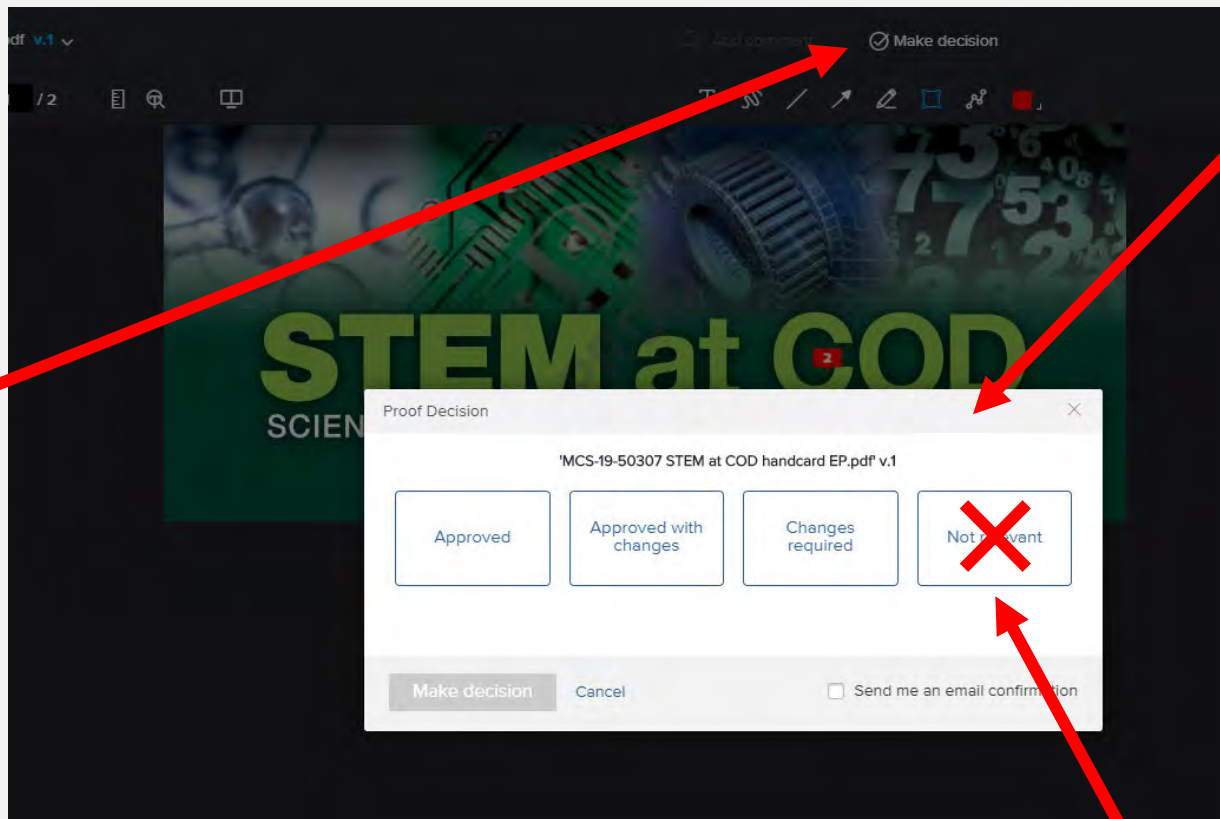 df v.1
Add comment
Make decision
/ 2
STEM at COD
2
SCIEN
Proof Decision
'MCS-19-50307 STEM at COD handcard EP.pdf' v.1
Approved
Approved with
changes
Changes
required
Not relevant
Make decision
Cancel
Send me an email confirmation